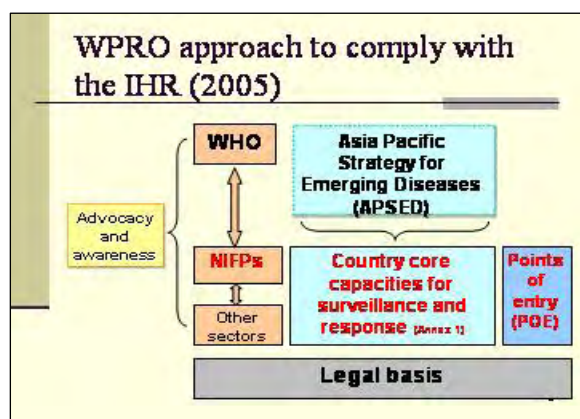 WPRO approach to comply with
the IHR (2005)
WHO
Asia Pacific
Strategy for
Emerging Diseases
(APSED)
Advocacy
and
awareness
NIFPs
Country core
capacities for
surveillance and
response (Annex 1)
Points
of
entry
(POE)
Other
sectors
Legal basis